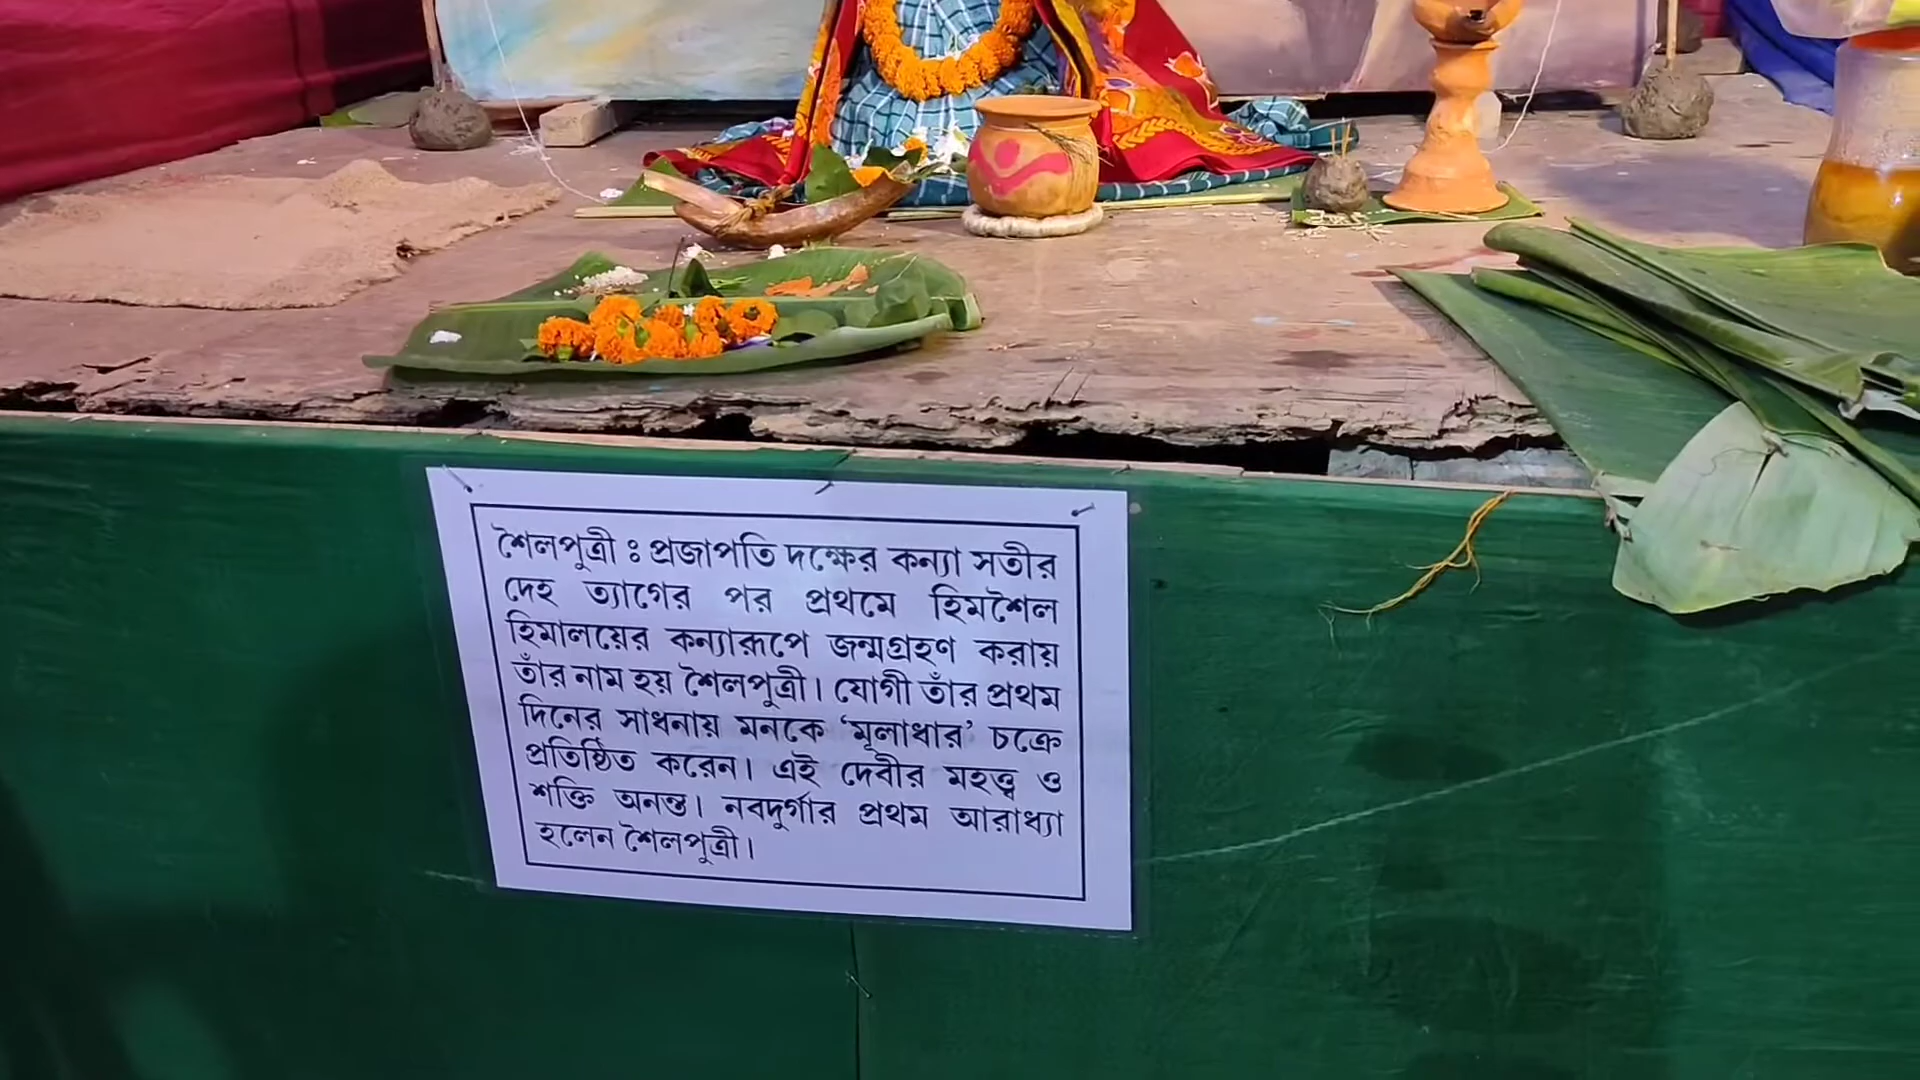 শৈলপুত্রী ঃ প্রজাপতি দক্ষের কন্যা সতীর
দেহ ত্যাগের পর প্রথমে হিমশৈল
হিমালয়ের কন্যারূপে জন্মগ্রহণ করায়
তাঁর নাম হয় শৈলপুত্রী। যোগী তাঁর প্রথম
দিনের সাধনায় মনকে ‘মূলাধার’ চক্রে
প্রতিষ্ঠিত করেন। এই দেবীর মহত্ত্ব ও
শক্তি অনন্ত। নবদুর্গার প্রথম আরাধ্যা
হলেন শৈলপুত্রী।